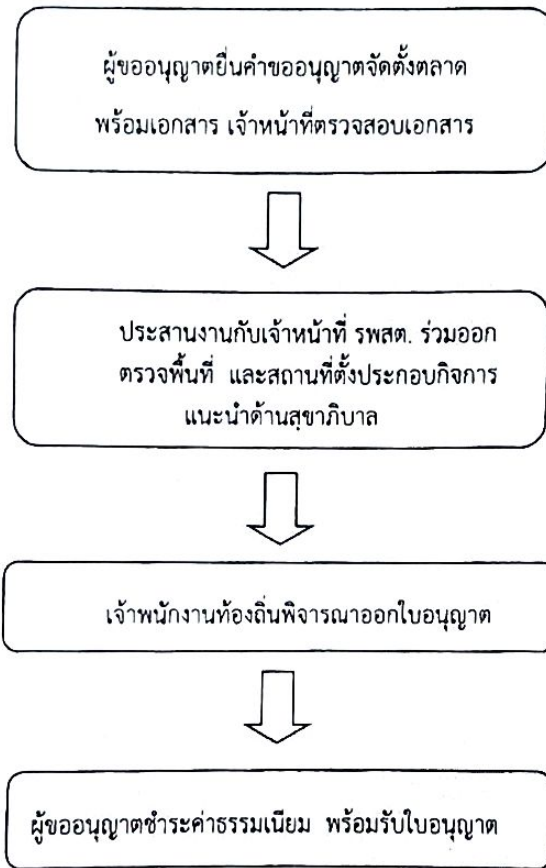 ผู้ขออนุญาตยื่นคำขออนุญาตจัดตั้งตลาด
พร้อมเอกสาร เจ้าหน้าที่ตรวจสอบเอกสาร
ประสานงานกับเจ้าหน้าที่ รพสต. ร่วมออก
ตรวจพื้นที่ และสถานที่ตั้งประกอบกิจการ
แนะนำด้านสุขาภิบาล
เจ้าพนักงานท้องถิ่นพิจารณาออกใบอนุญาต
ผู้ขออนุญาตชำระค่าธรรมเนียม พร้อมรับใบอนุญาต